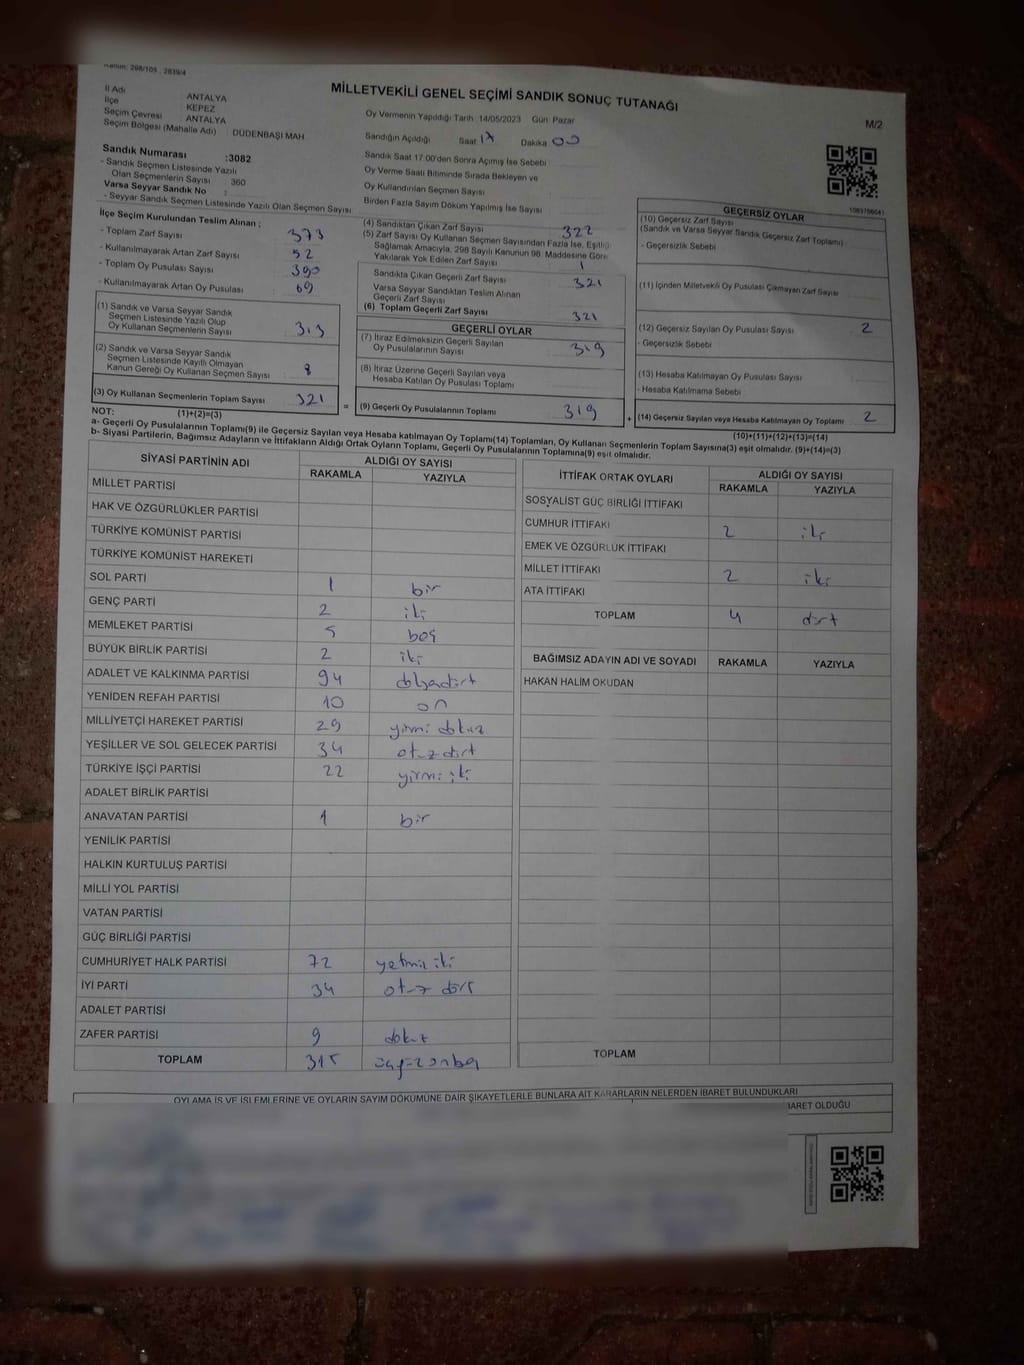 Kanun: 298/105 , 2839/4
MİLLETVEKİLİ GENEL SEÇİMİ SANDIK SONUÇ TUTANAĞI
M/2
İl Adı ANTALYA
İlçe KEPEZ
Seçim Çevresi ANTALYA
Seçim Bölgesi (Mahalle Adı) : DÜDENBAŞI MAH
Oy Vermenin Yapıldığı Tarih 14/05/2023 Gün: Pazar
Sandığın Açıldığı Saat 17 Dakika 00
Sandık Saat 17.00'den Sonra Açımış İse Sebebi
Oy Verme Saati Bitiminde Sırada Bekleyen ve
Oy Kullandırılan Seçmen Sayısı
Birden Fazla Sayım Döküm Yapılmış İse Sayısı
Sandık Numarası :3082
- Sandık Seçmen Listesinde Yazılı
Olan Seçmenlerin Sayısı : 360
Varsa Seyyar Sandık No :
- Seyyar Sandık Seçmen Listesinde Yazılı Olan Seçmen Sayısı
İlçe Seçim Kurulundan Teslim Alınan ;
- Toplam Zarf Sayısı 373
- Kullanılmayarak Artan Zarf Sayısı 52
- Toplam Oy Pusulası Sayısı 390
- Kullanılmayarak Artan Oy Pusulası 69
(1) Sandık ve Varsa Seyyar Sandık
Seçmen Listesinde Yazılı Olup
Oy Kullanan Seçmenlerin Sayısı 313
(2) Sandık ve Varsa Seyyar Sandık
Seçmen Listesinde Kayıtlı Olmayan
Kanun Gereği Oy Kullanan Seçmen Sayısı 8
(3) Oy Kullanan Seçmenlerin Toplam Sayısı 321
(4) Sandıktan Çıkan Zarf Sayısı 322
(5) Zarf Sayısı Oy Kullanan Seçmen Sayısından Fazla İse, Eşitliği
Sağlamak Amacıyla, 298 Sayılı Kanunun 98. Maddesine Göre
Yakılarak Yok Edilen Zarf Sayısı 1
Sandıkta Çıkan Geçerli Zarf Sayısı 321
Varsa Seyyar Sandıktan Teslim Alınan
Geçerli Zarf Sayısı
(6) Toplam Geçerli Zarf Sayısı 321
GEÇERLİ OYLAR
(7) İtiraz Edilmeksizin Geçerli Sayılan
Oy Pusulalarının Sayısı 319
(8) İtiraz Üzerine Geçerli Sayılan veya
Hesaba Katılan Oy Pusulası Toplamı
= (9) Geçerli Oy Pusulalarının Toplamı 319
GEÇERSİZ OYLAR
(10) Geçersiz Zarf Sayısı
(Sandık ve Varsa Seyyar Sandık Geçersiz Zarf Toplamı)
- Geçersizlik Sebebi
(11) İçinden Milletvekili Oy Pusulası Çıkmayan Zarf Sayısı
(12) Geçersiz Sayılan Oy Pusulası Sayısı 2
- Geçersizlik Sebebi
(13) Hesaba Katılmayan Oy Pusulası Sayısı
- Hesaba Katılmama Sebebi
+ (14) Geçersiz Sayılan veya Hesaba Katılmayan Oy Toplamı 2
NOT: (1)+(2)=(3)
(10)+(11)+(12)+(13)=(14)
a- Geçerli Oy Pusulalarının Toplamı(9) ile Geçersiz Sayılan veya Hesaba katılmayan Oy Toplamı(14) Toplamları, Oy Kullanan Seçmenlerin Toplam Sayısına(3) eşit olmalıdır. (9)+(14)=(3)
b- Siyasi Partilerin, Bağımsız Adayların ve İttifakların Aldığı Ortak Oyların Toplamı, Geçerli Oy Pusulalarının Toplamına(9) eşit olmalıdır.
SİYASİ PARTİNİN ADI
ALDIĞI OY SAYISI
RAKAMLA YAZIYLA
MİLLET PARTİSİ
HAK VE ÖZGÜRLÜKLER PARTİSİ
TÜRKİYE KOMÜNİST PARTİSİ
TÜRKİYE KOMÜNİST HAREKETİ
SOL PARTİ 1 bir
GENÇ PARTİ 2 iki
MEMLEKET PARTİSİ 5 beş
BÜYÜK BİRLİK PARTİSİ 2 iki
ADALET VE KALKINMA PARTİSİ 94
YENİDEN REFAH PARTİSİ 10 on
MİLLİYETÇİ HAREKET PARTİSİ 29 yirmi dokuz
YEŞİLLER VE SOL GELECEK PARTİSİ 34 otuz dört
TÜRKİYE İŞÇİ PARTİSİ 22 yirmi iki
ADALET BİRLİK PARTİSİ
ANAVATAN PARTİSİ 1 bir
YENİLİK PARTİSİ
HALKIN KURTULUŞ PARTİSİ
MİLLİ YOL PARTİSİ
VATAN PARTİSİ
GÜÇ BİRLİĞİ PARTİSİ
CUMHURİYET HALK PARTİSİ 72 yetmiş iki
İYİ PARTİ 34 otuz dört
ADALET PARTİSİ
ZAFER PARTİSİ 9 dokuz
TOPLAM 315 üçyüzonbeş
İTTİFAK ORTAK OYLARI
ALDIĞI OY SAYISI
RAKAMLA YAZIYLA
SOSYALİST GÜÇ BİRLİĞİ İTTİFAKI
CUMHUR İTTİFAKI 2 iki
EMEK VE ÖZGÜRLÜK İTTİFAKI
MİLLET İTTİFAKI 2 iki
ATA İTTİFAKI
TOPLAM 4 dört
BAĞIMSIZ ADAYIN ADI VE SOYADI RAKAMLA YAZIYLA
HAKAN HALİM OKUDAN
TOPLAM
OYLAMA İŞ VE İŞLEMLERİNE VE OYLARIN SAYIM DÖKÜMÜNE DAİR ŞİKAYETLERLE BUNLARA AİT KARARLARIN NELERDEN İBARET BULUNDUKLARI
İBARET OLDUĞU